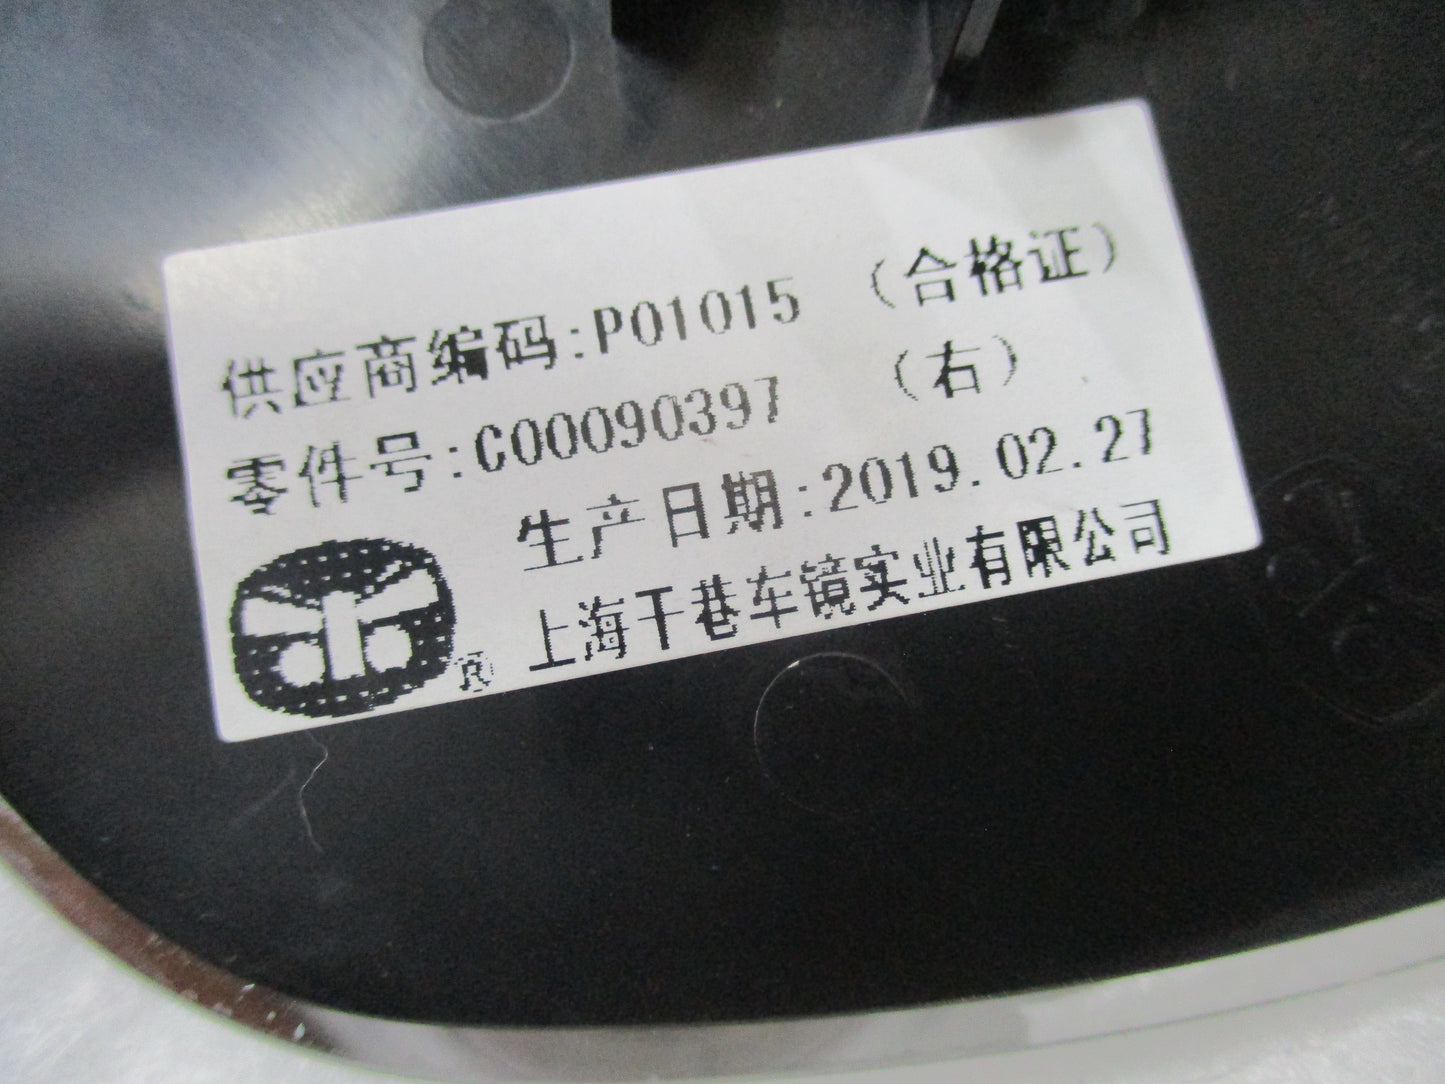 供应商编码:P01015 （合格证）
零件号:C00090397 （右）
生产日期:2019.02.27
上海干巷车镜实业有限公司
®